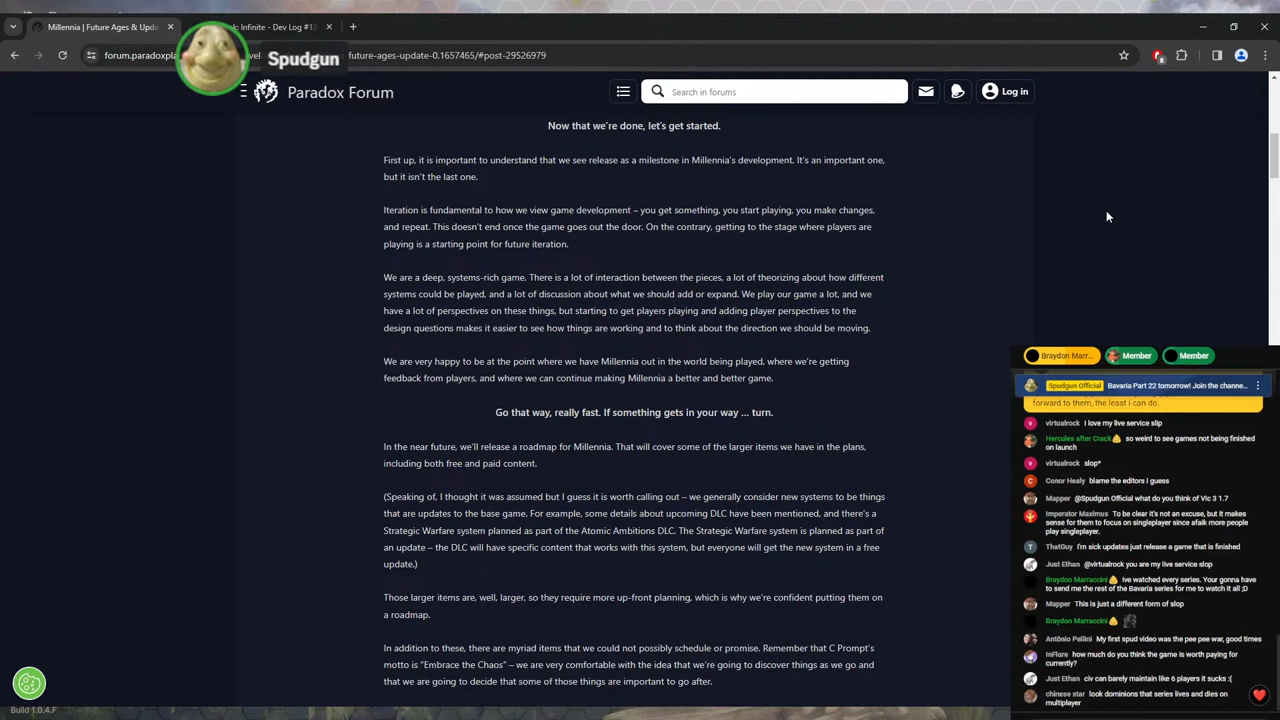 Millennia | Future Ages & Upda
Infinite - Dev Log #13
forum.paradoxpla
future-ages-update-0.1657465/#post-29526979
Spudgun
Paradox Forum
Search in forums
Log in
Now that we're done, let's get started.
First up, it is important to understand that we see release as a milestone in Millennia's development. It's an important one,
but it isn't the last one.
Iteration is fundamental to how we view game development – you get something, you start playing, you make changes,
and repeat. This doesn't end once the game goes out the door. On the contrary, getting to the stage where players are
playing is a starting point for future iteration.
We are a deep, systems-rich game. There is a lot of interaction between the pieces, a lot of theorizing about how different
systems could be played, and a lot of discussion about what we should add or expand. We play our game a lot, and we
have a lot of perspectives on these things, but starting to get players playing and adding player perspectives to the
design questions makes it easier to see how things are working and to think about the direction we should be moving.
We are very happy to be at the point where we have Millennia out in the world being played, where we're getting
feedback from players, and where we can continue making Millennia a better and better game.
Go that way, really fast. If something gets in your way ... turn.
In the near future, we'll release a roadmap for Millennia. That will cover some of the larger items we have in the plans,
including both free and paid content.
(Speaking of, I thought it was assumed but I guess it is worth calling out – we generally consider new systems to be things
that are updates to the base game. For example, some details about upcoming DLC have been mentioned, and there's a
Strategic Warfare system planned as part of the Atomic Ambitions DLC. The Strategic Warfare system is planned as part of
an update – the DLC will have specific content that works with this system, but everyone will get the new system in a free
update.)
Those larger items are, well, larger, so they require more up-front planning, which is why we're confident putting them on
a roadmap.
In addition to these, there are myriad items that we could not possibly schedule or promise. Remember that C Prompt's
motto is "Embrace the Chaos" – we are very comfortable with the idea that we're going to discover things as we go and
that we are going to decide that some of those things are important to go after.
Build 1.0.4.F
Braydon Marr... Member Member
Spudgun Official Bavaria Part 22 tomorrow! Join the channe...
forward to them, the least i can do.
virtualrock I love my live service slip
Hercules after Crack so weird to see games not being finished
on launch
virtualrock slop*
Conor Healy blame the editors I guess
Mapper @Spudgun Official what do you think of Vic 3 1.7
Imperator Maximus To be clear it's not an excuse, but it makes
sense for them to focus on singleplayer since afaik more people
play singleplayer.
ThatGuy I'm sick updates just release a game that is finished
Just Ethan @virtualrock you are my live service slop
Braydon Marraccini Ive watched every series. Your gonna have
to send me the rest of the Bavaria series for me to watch it all ;D
Mapper This is just a different form of slop
Braydon Marraccini
Antônio Pellini My first spud video was the pee pee war, good times
InFlare how much do you think the game is worth paying for
currently?
Just Ethan civ can barely maintain like 6 players it sucks :(
chinese star look dominions that series lives and dies on
multiplayer